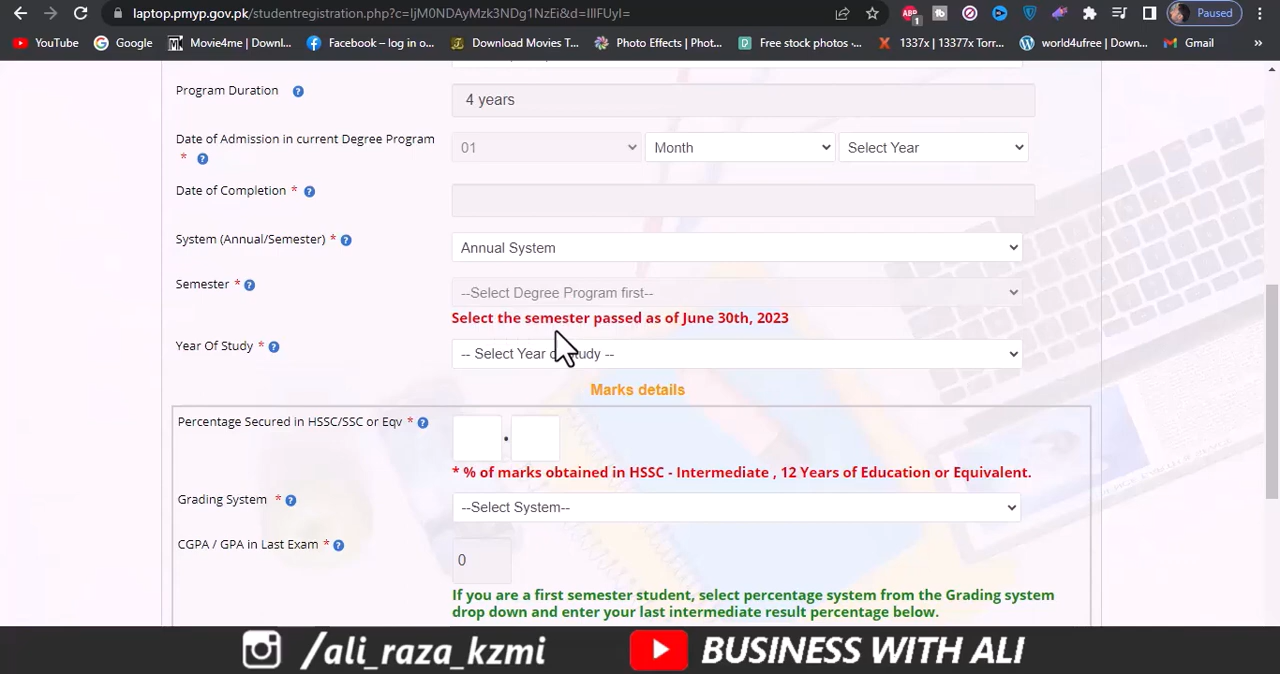 laptop.pmyp.gov.pk/studentregistration.php?c=IjM0NDAyMzk3NDg1NzEi&d=IllFUyI=
ABP 1 Paused
YouTube Google Movie4me | Downl... Facebook – log in o... Download Movies T... Photo Effects | Phot... Free stock photos -... 1337x | 13377x Torr... world4ufree | Down... Gmail »
Program Duration ?
4 years
Date of Admission in current Degree Program
* ?
01 Month Select Year
Date of Completion * ?
System (Annual/Semester) * ?
Annual System
Semester * ?
--Select Degree Program first--
Select the semester passed as of June 30th, 2023
Year Of Study * ?
-- Select Year of Study --
Marks details
Percentage Secured in HSSC/SSC or Eqv * ?
* % of marks obtained in HSSC - Intermediate , 12 Years of Education or Equivalent.
Grading System * ?
--Select System--
CGPA / GPA in Last Exam * ?
0
If you are a first semester student, select percentage system from the Grading system
drop down and enter your last intermediate result percentage below.
/ali_raza_kzmi BUSINESS WITH ALI